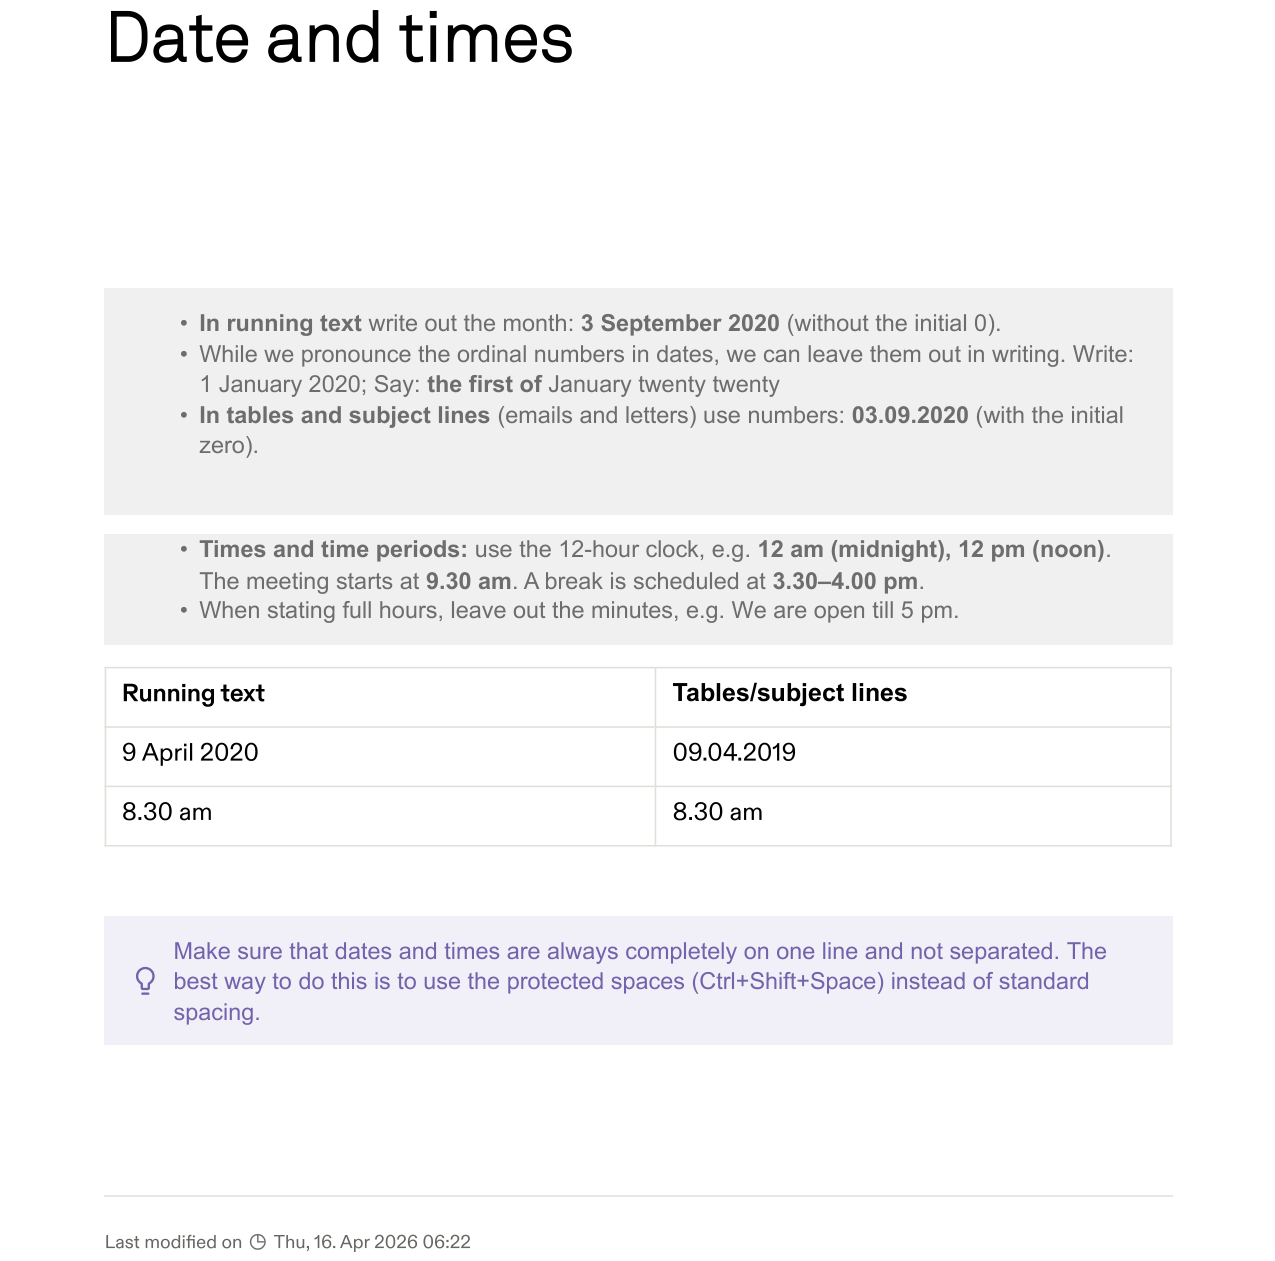 Date and times
• In running text write out the month: 3 September 2020 (without the initial 0).
• While we pronounce the ordinal numbers in dates, we can leave them out in writing. Write:
1 January 2020; Say: the first of January twenty twenty
• In tables and subject lines (emails and letters) use numbers: 03.09.2020 (with the initial
zero).
• Times and time periods: use the 12-hour clock, e.g. 12 am (midnight), 12 pm (noon).
The meeting starts at 9.30 am. A break is scheduled at 3.30–4.00 pm.
• When stating full hours, leave out the minutes, e.g. We are open till 5 pm.
Running text Tables/subject lines
9 April 2020 09.04.2019
8.30 am 8.30 am
Make sure that dates and times are always completely on one line and not separated. The
best way to do this is to use the protected spaces (Ctrl+Shift+Space) instead of standard
spacing.
Last modified on Thu, 16. Apr 2026 06:22